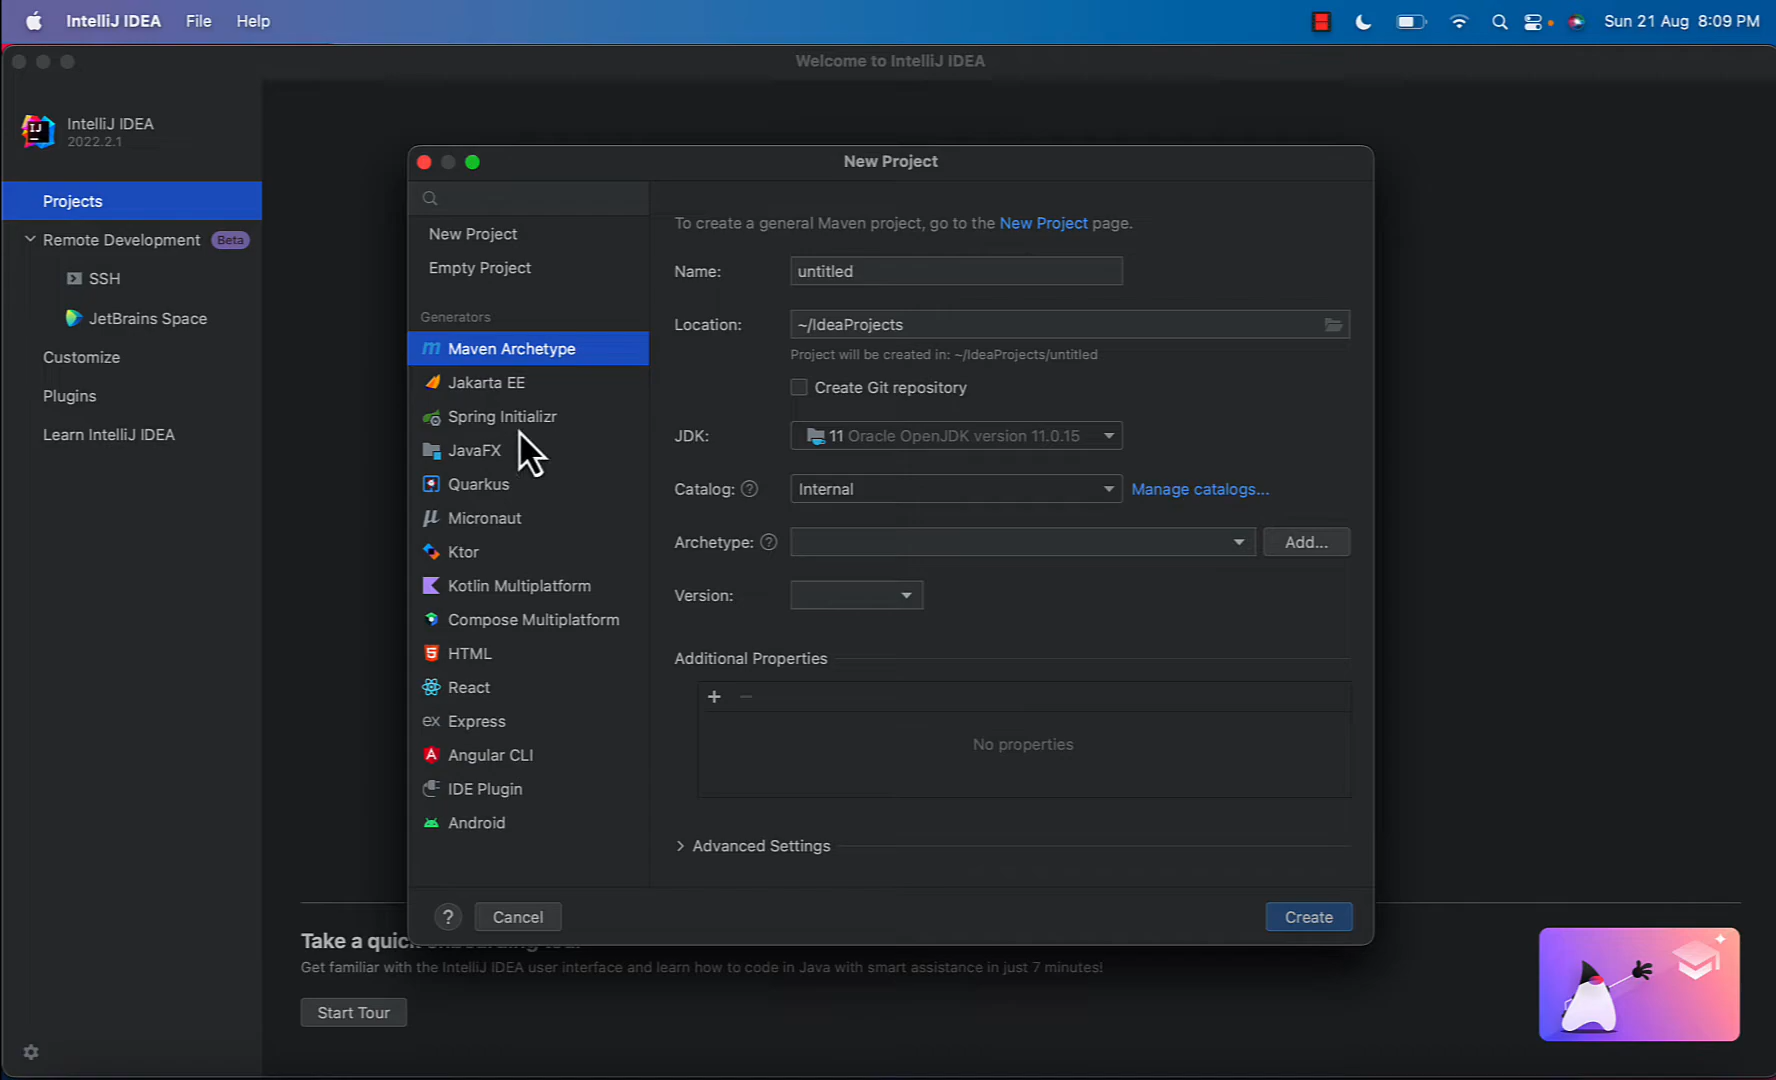 IntelliJ IDEA File Help Sun 21 Aug 8:09 PM
Welcome to IntelliJ IDEA
IntelliJ IDEA
2022.2.1
Projects
Remote Development Beta
SSH
JetBrains Space
Customize
Plugins
Learn IntelliJ IDEA
New Project
New Project
Empty Project
Generators
Maven Archetype
Jakarta EE
Spring Initializr
JavaFX
Quarkus
Micronaut
Ktor
Kotlin Multiplatform
Compose Multiplatform
HTML
React
Express
Angular CLI
IDE Plugin
Android
To create a general Maven project, go to the New Project page.
Name: untitled
Location: ~/IdeaProjects
Project will be created in: ~/IdeaProjects/untitled
Create Git repository
JDK: 11 Oracle OpenJDK version 11.0.15
Catalog: ? Internal Manage catalogs...
Archetype: ? Add...
Version:
Additional Properties
+ −
No properties
Advanced Settings
? Cancel Create
Take a quick
Get familiar with the IntelliJ IDEA user interface and learn how to code in Java with smart assistance in just 7 minutes!
Start Tour